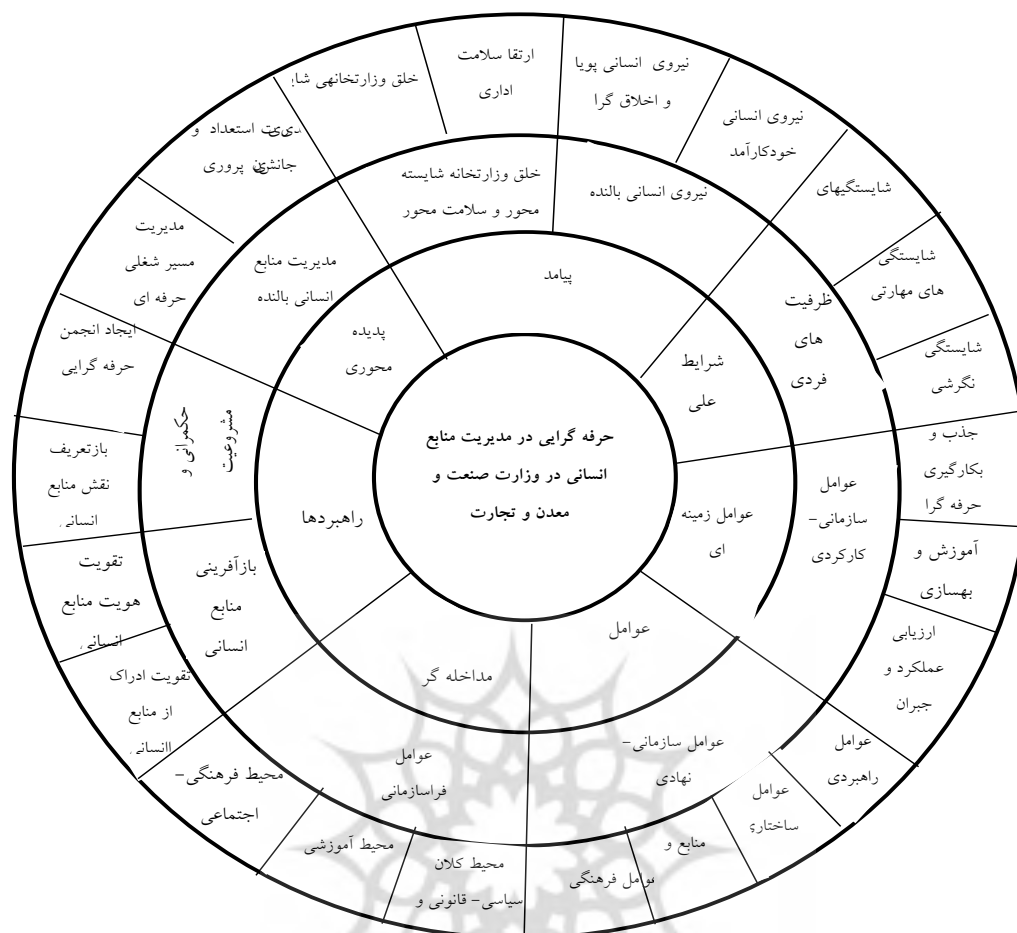 حرفه گرایی در مدیریت منابع
انسانی در وزارت صنعت و
معدن و تجارت
پیامد
شرایط
علی
عوامل زمینه
ای
عوامل
مداخله گر
راهبردها
پدیده
محوری
خلق وزارتخانه شایسته
محور و سلامت محور
نیروی انسانی بالنده
ظرفیت
های
فردی
عوامل
سازمانی-
کارکردی
عوامل سازمانی-
نهادی
عوامل
فراسازمانی
بازآفرینی
منابع
انسانی
حکمرانی و
مشروعیت
مدیریت منابع
انسانی بالنده
خلق وزارتخانهی
ارتقا سلامت
اداری
نیروی انسانی پویا
و اخلاق گرا
نیروی انسانی
خودکارآمد
شایستگیهای
شایستگی
های مهارتی
شایستگی
نگرشی
جذب و
بکارگیری
حرفه گرا
آموزش و
بهسازی
ارزیابی
عملکرد و
جبران
عوامل
راهبردی
عوامل
ساختاری
منابع و
عوامل فرهنگی
محیط کلان
سیاسی- قانونی و
محیط آموزشی
محیط فرهنگی-
اجتماعی
تقویت ادراک
از منابع
اانسانی
تقویت
هویت منابع
انسانی
بازتعریف
نقش منابع
انسانی
ایجاد انجمن
حرفه گرایی
مدیریت
مسیر شغلی
حرفه ای
استعداد و
پروری